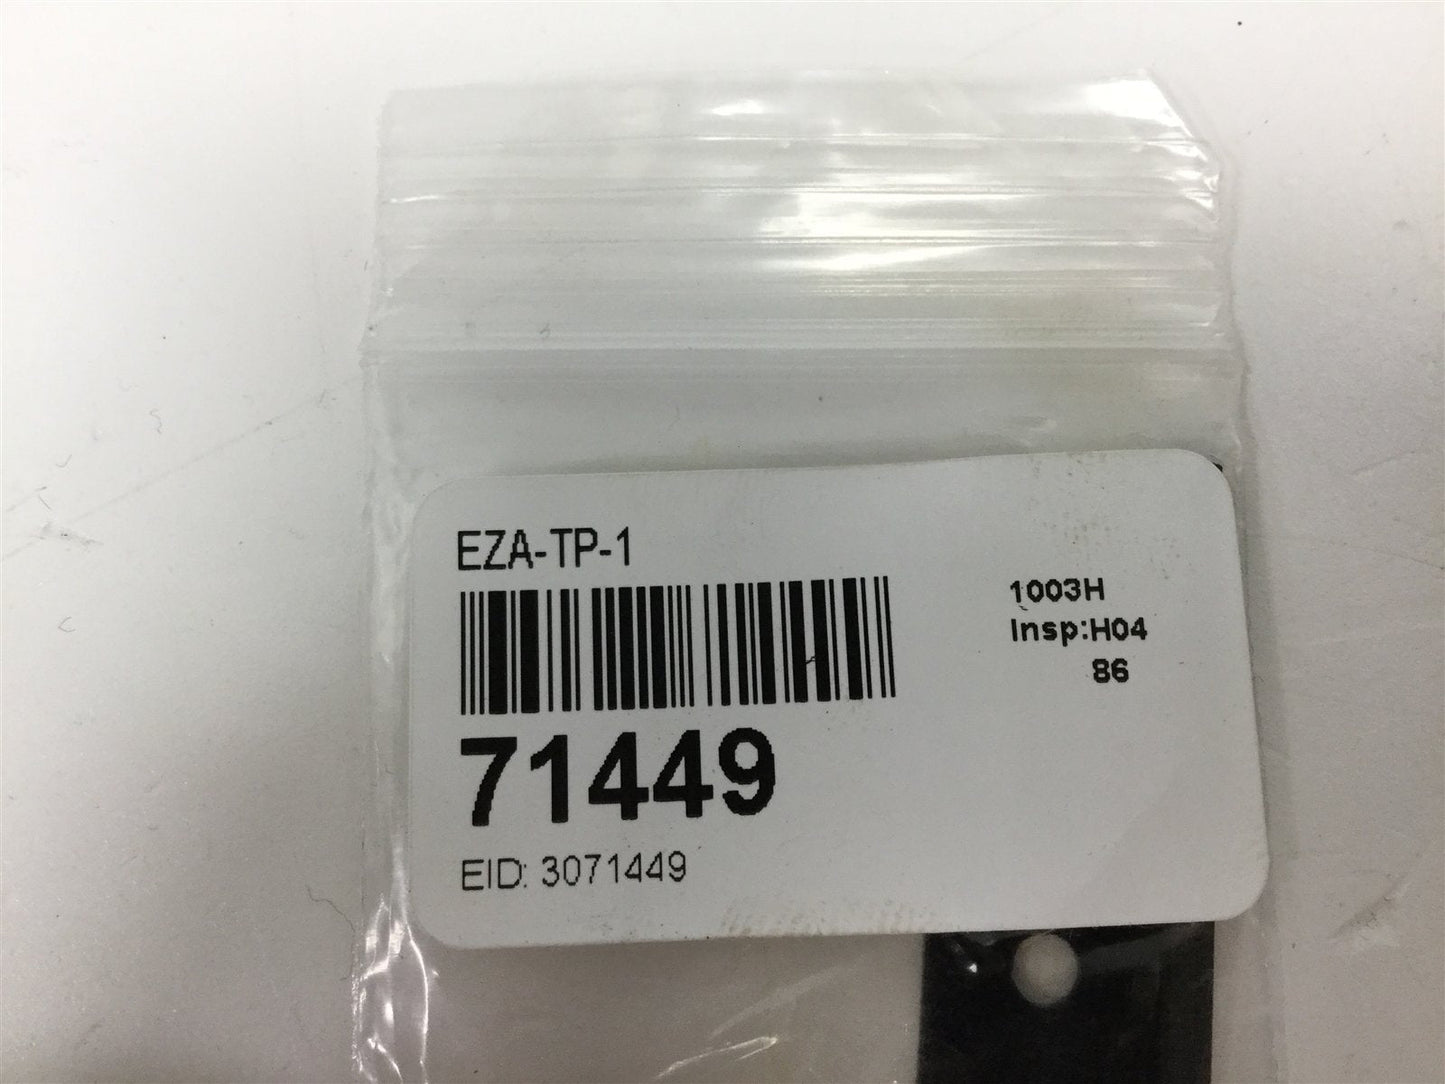 EZA-TP-1
1003H
Insp:H04
86
71449
EID: 3071449